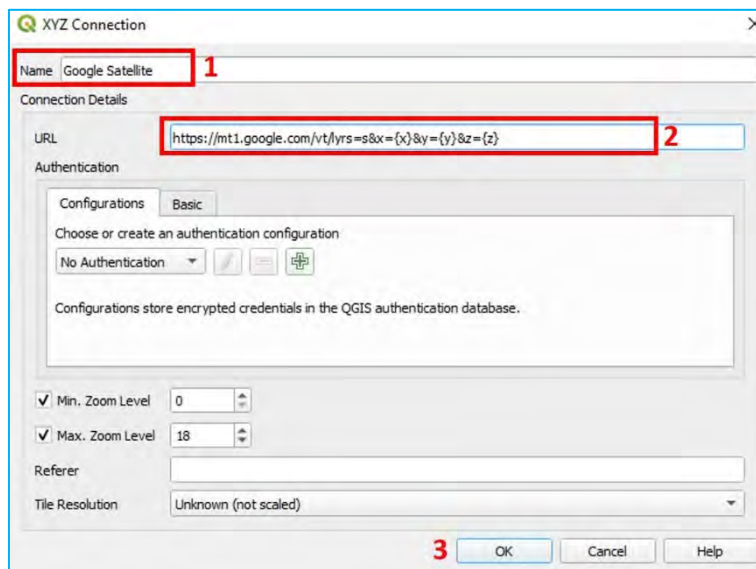 XYZ Connection
Name Google Satellite 1
Connection Details
URL https://mt1.google.com/vt/lyrs=s&x={x}&y={y}&z={z} 2
Authentication
Configurations Basic
Choose or create an authentication configuration
No Authentication
Configurations store encrypted credentials in the QGIS authentication database.
Min. Zoom Level 0
Max. Zoom Level 18
Referer
Tile Resolution Unknown (not scaled)
3 OK Cancel Help